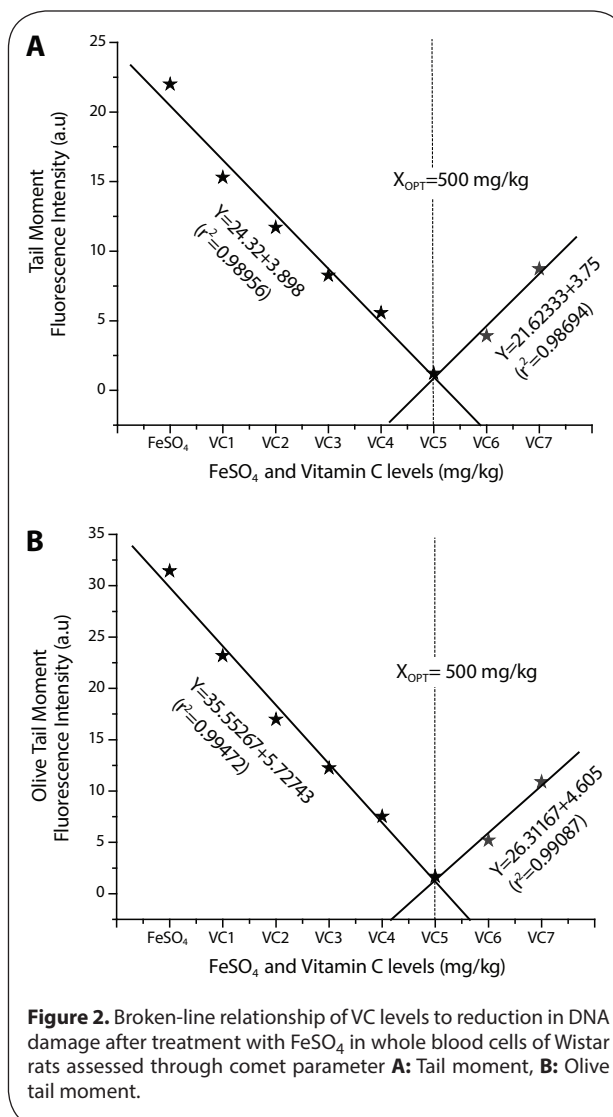 A
25
20
15
10
5
0
Tail Moment
Fluorescence Intensity (a.u)
X_OPT=500 mg/kg
Y=24.32+3.898
(r²=0.98956)
Y=21.62333+3.75
(r²=0.98694)
FeSO₄ VC1 VC2 VC3 VC4 VC5 VC6 VC7
FeSO₄ and Vitamin C levels (mg/kg)
B
35
30
25
20
15
10
5
0
Olive Tail Moment
Fluorescence Intensity (a.u)
X_OPT= 500 mg/kg
Y=35.55267+5.72743
(r²=0.99472)
Y=26.31167+4.605
(r²=0.99087)
FeSO₄ VC1 VC2 VC3 VC4 VC5 VC6 VC7
FeSO₄ and Vitamin C levels (mg/kg)
Figure 2. Broken-line relationship of VC levels to reduction in DNA
damage after treatment with FeSO₄ in whole blood cells of Wistar
rats assessed through comet parameter A: Tail moment, B: Olive
tail moment.